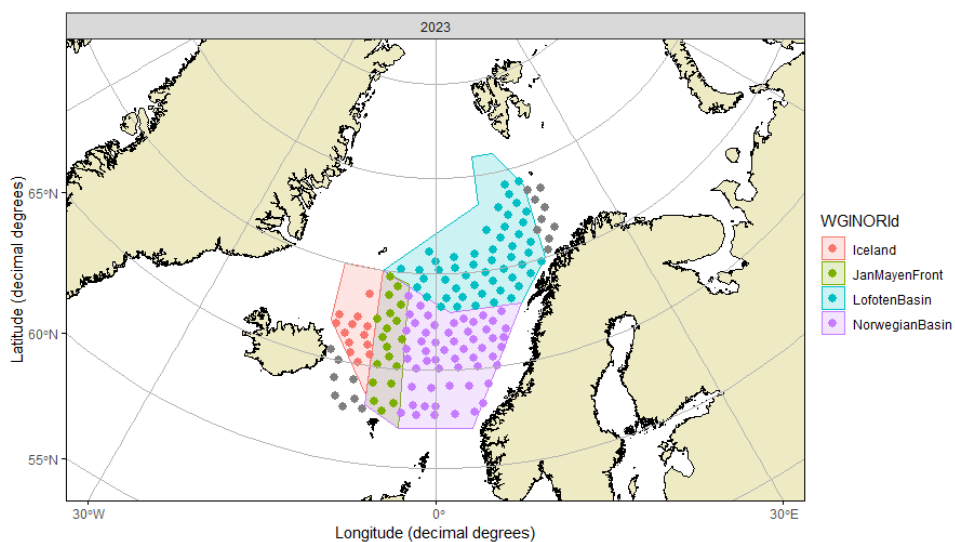 2023
65°N
60°N
55°N
Latitude (decimal degrees)
30°W
0°
30°E
Longitude (decimal degrees)
WGINORId
Iceland
JanMayenFront
LofotenBasin
NorwegianBasin